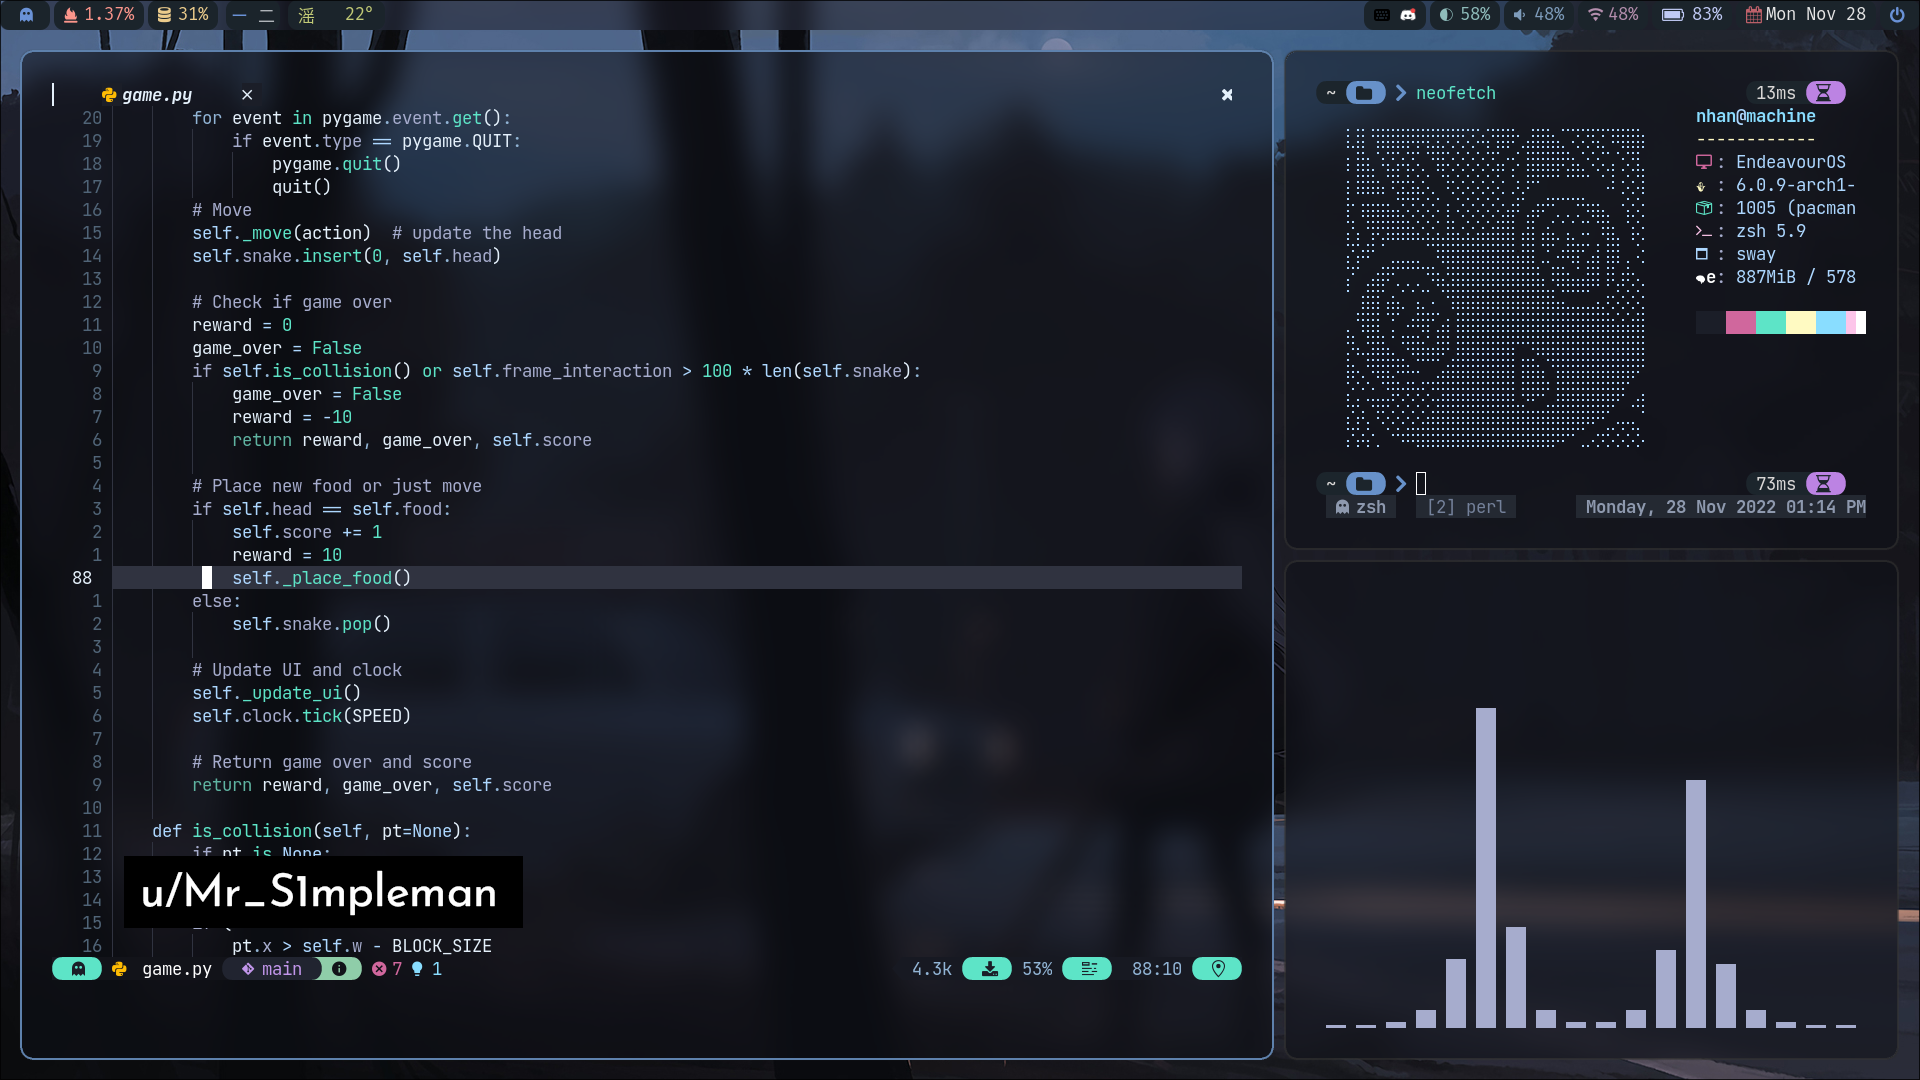 1.37% 31% 一 二 滛 22° 58% 48% 48% 83% Mon Nov 28
game.py × ×
20 for event in pygame.event.get():
19 if event.type == pygame.QUIT:
18 pygame.quit()
17 quit()
16 # Move
15 self._move(action) # update the head
14 self.snake.insert(0, self.head)
13
12 # Check if game over
11 reward = 0
10 game_over = False
9 if self.is_collision() or self.frame_interaction > 100 * len(self.snake):
8 game_over = False
7 reward = -10
6 return reward, game_over, self.score
5
4 # Place new food or just move
3 if self.head == self.food:
2 self.score += 1
1 reward = 10
88 self._place_food()
1 else:
2 self.snake.pop()
3
4 # Update UI and clock
5 self._update_ui()
6 self.clock.tick(SPEED)
7
8 # Return game over and score
9 return reward, game_over, self.score
10
11 def is_collision(self, pt=None):
12 if pt is None:
13
14
15
16 pt.x > self.w - BLOCK_SIZE
u/Mr_S1mpleman
game.py main 7 1 4.3k 53% 88:10
~ neofetch 13ms
nhan@machine
------------
: EndeavourOS
: 6.0.9-arch1-
: 1005 (pacman
: zsh 5.9
: sway
e: 887MiB / 578
~ 73ms
zsh [2] perl Monday, 28 Nov 2022 01:14 PM